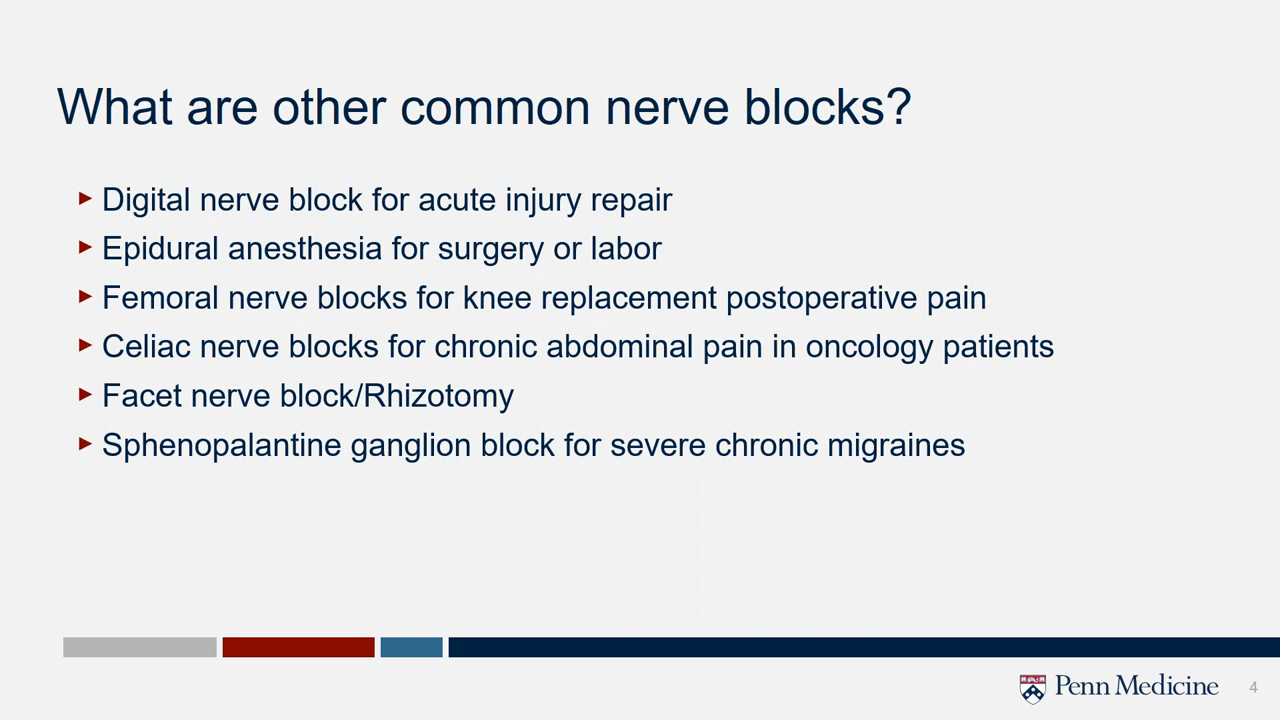 What are other common nerve blocks?
Digital nerve block for acute injury repair
Epidural anesthesia for surgery or labor
Femoral nerve blocks for knee replacement postoperative pain
Celiac nerve blocks for chronic abdominal pain in oncology patients
Facet nerve block/Rhizotomy
Sphenopalantine ganglion block for severe chronic migraines
Penn Medicine
4